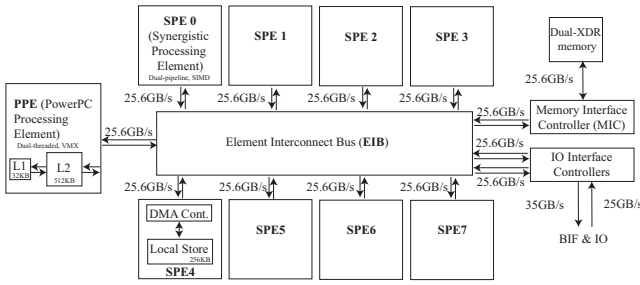 SPE 0
(Synergistic
Processing
Element)
Dual-pipeline, SIMD
SPE 1
SPE 2
SPE 3
Dual-XDR
memory
25.6GB/s
25.6GB/s
25.6GB/s
25.6GB/s
25.6GB/s
PPE (PowerPC
Processing
Element)
Dual-threaded, VMX
L1
32KB
L2
512KB
25.6GB/s
Element Interconnect Bus (EIB)
25.6GB/s
Memory Interface
Controller (MIC)
25.6GB/s
25.6GB/s
IO Interface
Controllers
25.6GB/s
25.6GB/s
25.6GB/s
25.6GB/s
35GB/s
25GB/s
BIF & IO
DMA Cont.
Local Store
256KB
SPE4
SPE5
SPE6
SPE7